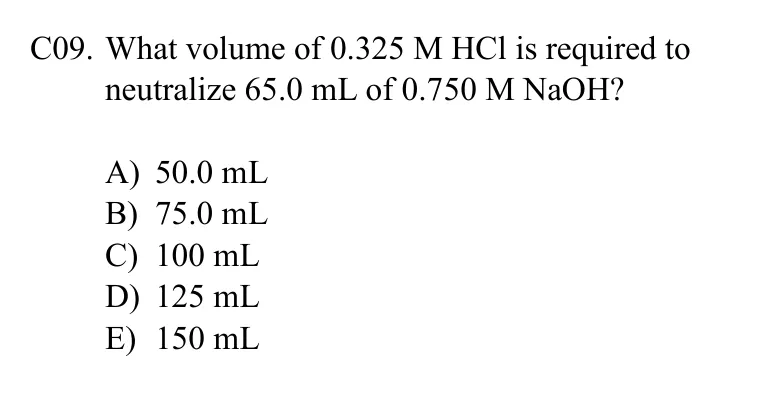 C09. What volume of 0.325 M HCl is required to
neutralize 65.0 mL of 0.750 M NaOH?
A) 50.0 mL
B) 75.0 mL
C) 100 mL
D) 125 mL
E) 150 mL